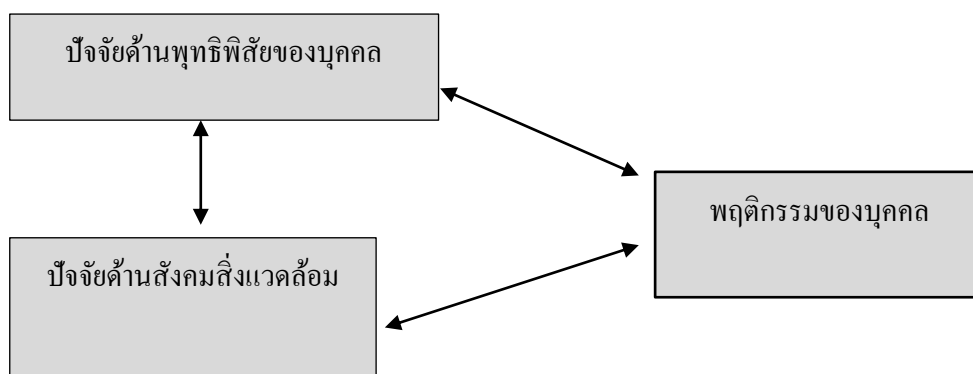 ปัจจัยด้านพุทธิพิสัยของบุคคล
พฤติกรรมของบุคคล
ปัจจัยด้านสังคมสิ่งแวดล้อม